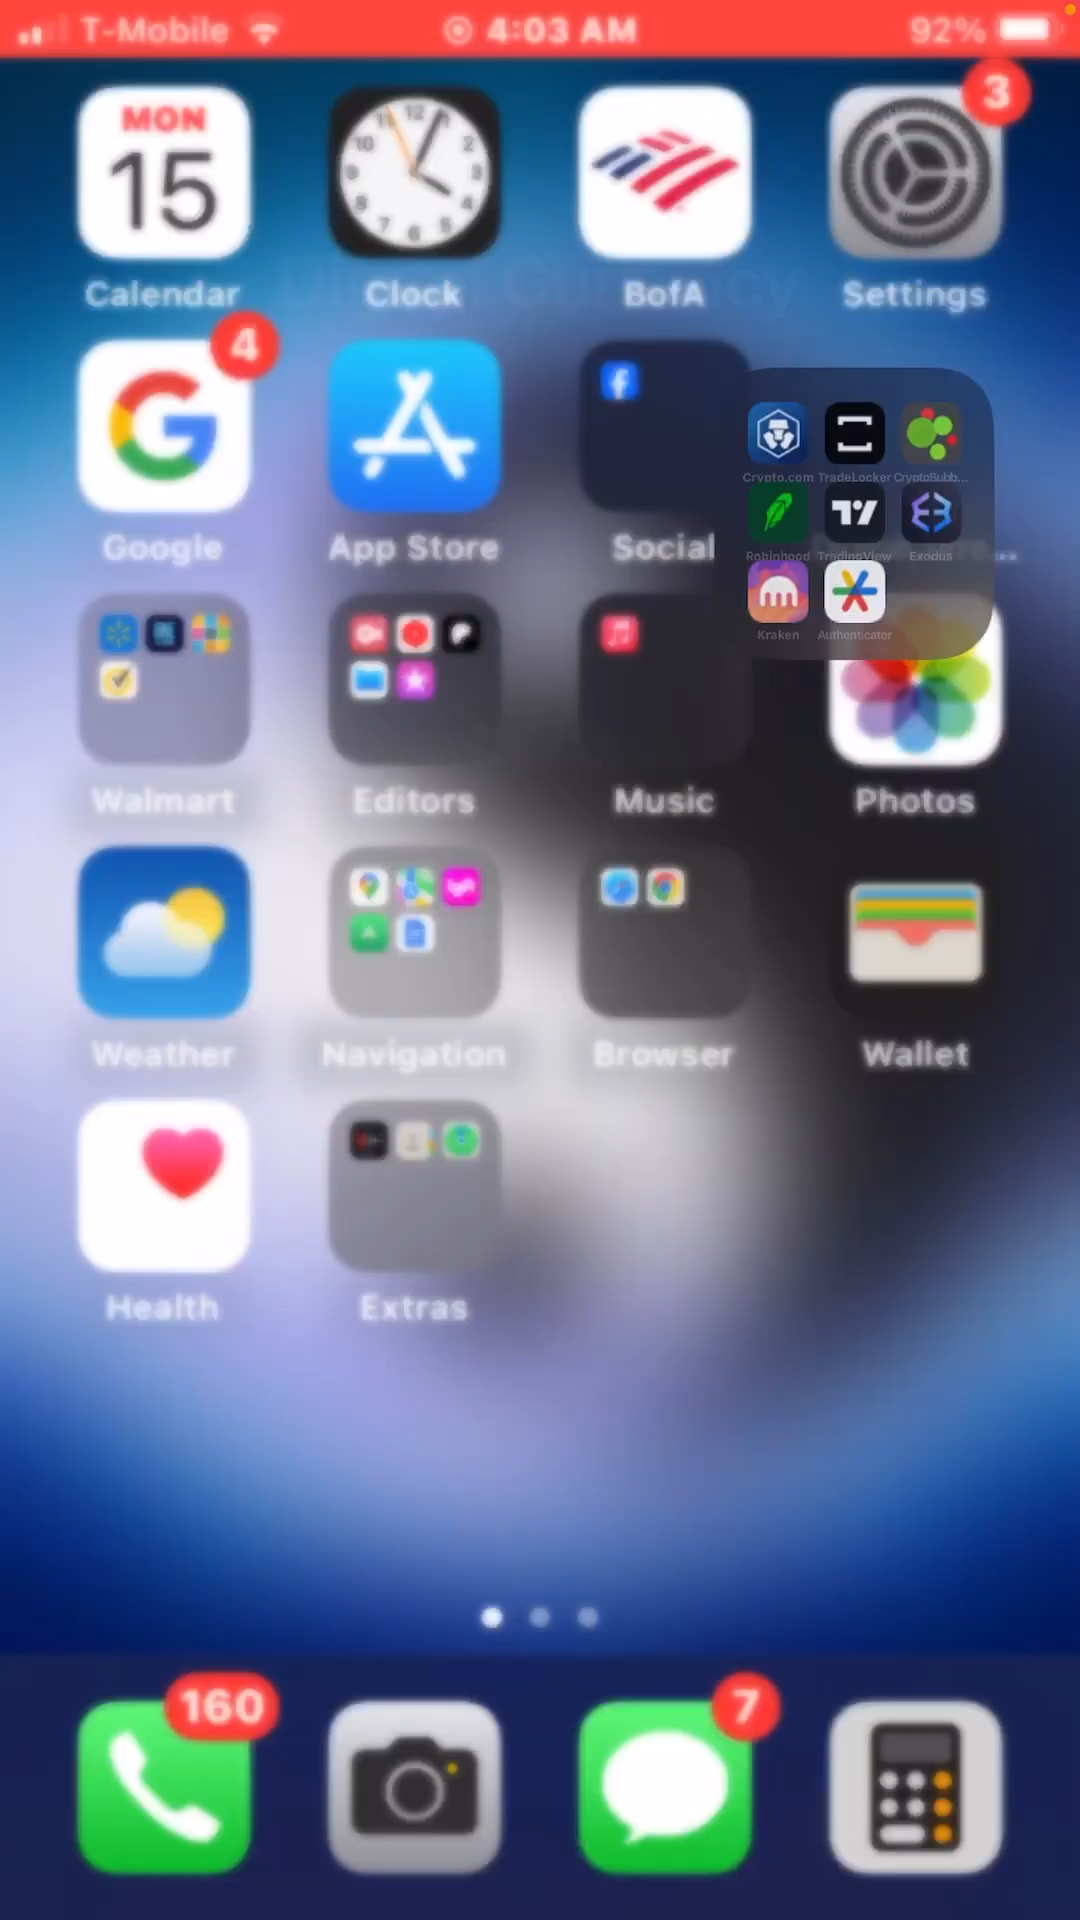 T-Mobile 4:03 AM 92%
MON
15
12
3
Calendar Clock BofA Settings
4
Crypto.com TradeLocker CryptoBubb...
Google App Store Social
Robinhood TradingView Exodus
Kraken Authenticator
Walmart Editors Music Photos
Weather Navigation Browser Wallet
Health Extras
160
7